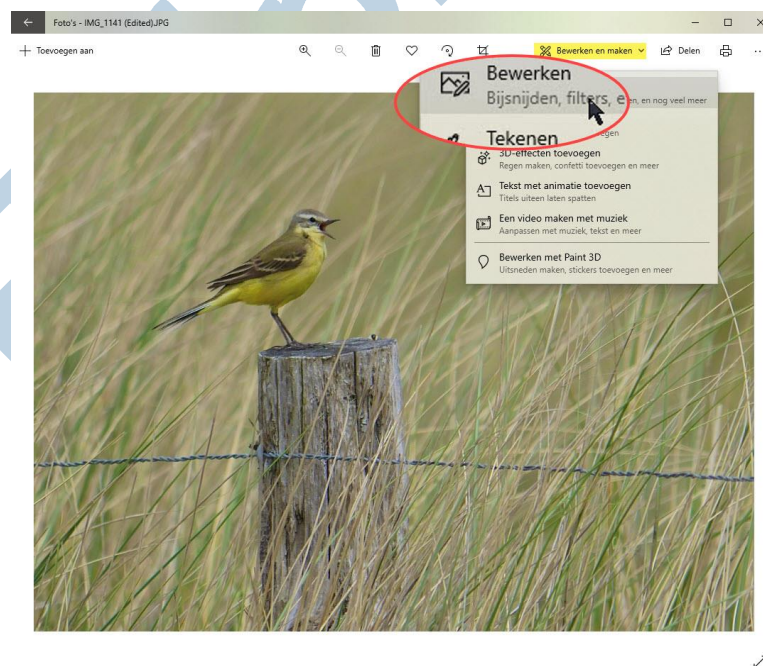 Foto's - IMG_1141 (Edited).JPG
Toevoegen aan
Bewerken en maken
Delen
Bewerken
Bijsnijden, filters, e en, en nog veel meer
Tekenen
egen
3D-effecten toevoegen
Regen maken, confetti toevoegen en meer
Tekst met animatie toevoegen
Titels uiteen laten spatten
Een video maken met muziek
Aanpassen met muziek, tekst en meer
Bewerken met Paint 3D
Uitsneden maken, stickers toevoegen en meer